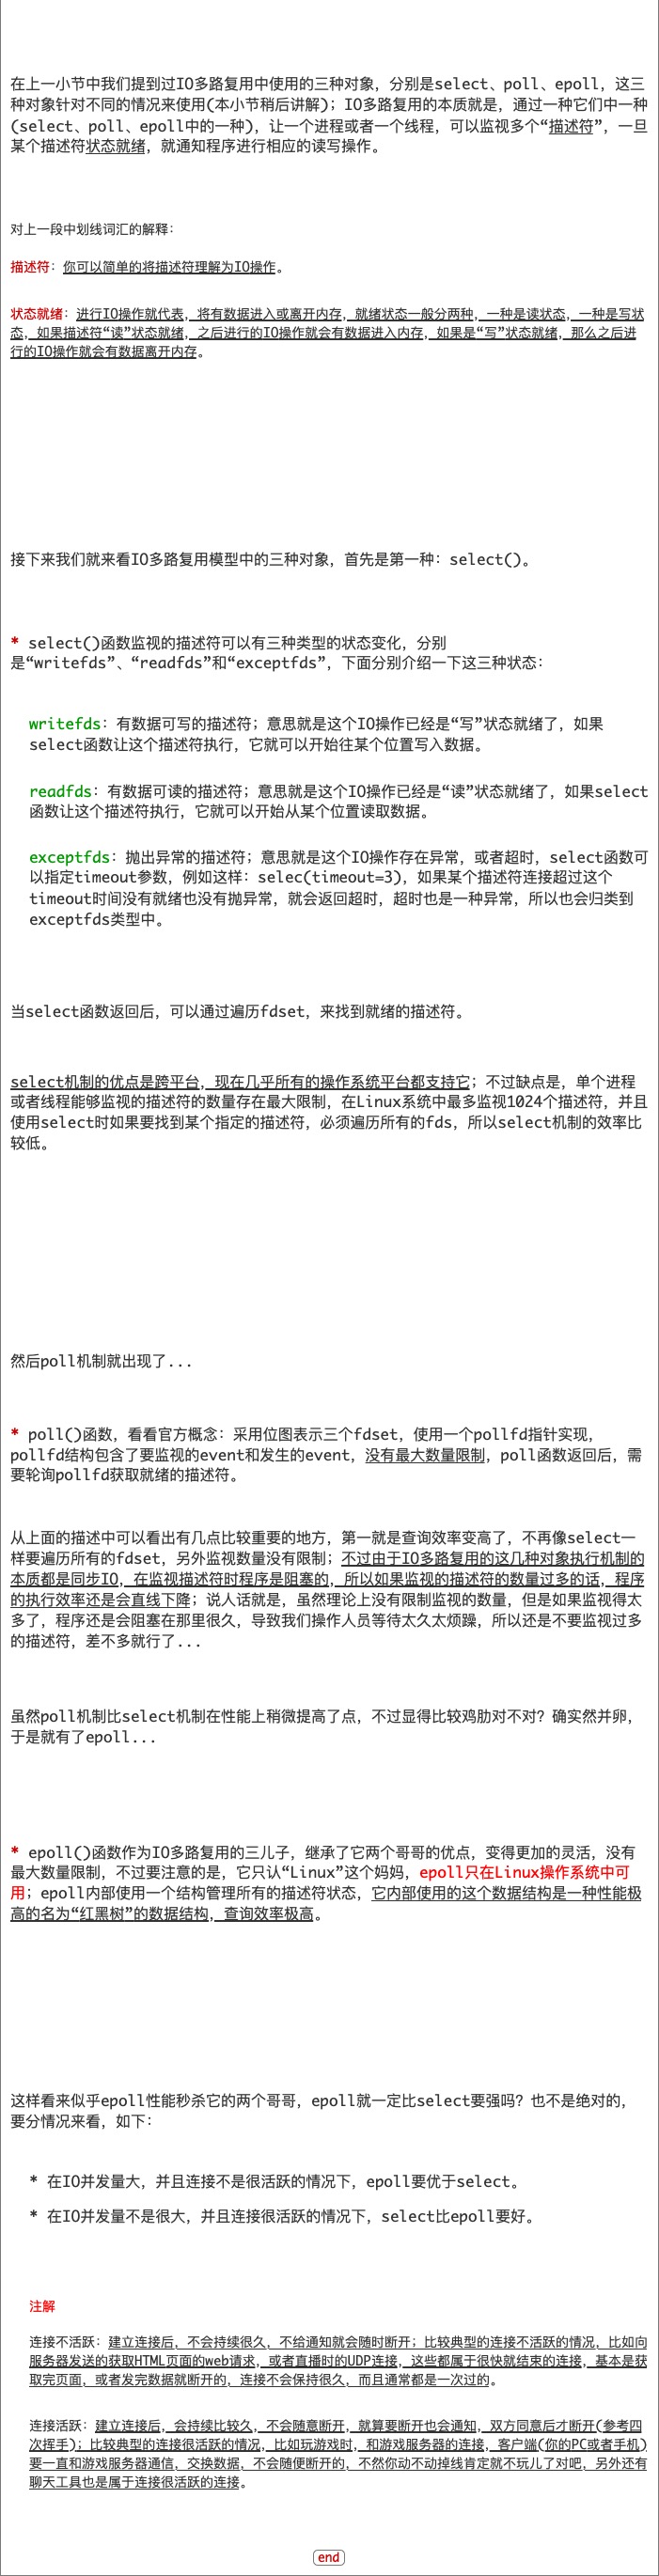 在上一小节中我们提到过IO多路复用中使用的三种对象，分别是select、poll、epoll，这三
种对象针对不同的情况来使用(本小节稍后讲解)；IO多路复用的本质就是，通过一种它们中一种
(select、poll、epoll中的一种)，让一个进程或者一个线程，可以监视多个“描述符”，一旦
某个描述符状态就绪，就通知程序进行相应的读写操作。
对上一段中划线词汇的解释：
描述符：你可以简单的将描述符理解为IO操作。
状态就绪：进行IO操作就代表，将有数据进入或离开内存，就绪状态一般分两种，一种是读状态，一种是写状
态，如果描述符“读”状态就绪，之后进行的IO操作就会有数据进入内存，如果是“写”状态就绪，那么之后进
行的IO操作就会有数据离开内存。
接下来我们就来看IO多路复用模型中的三种对象，首先是第一种：select()。
* select()函数监视的描述符可以有三种类型的状态变化，分别
是“writefds”、“readfds”和“exceptfds”，下面分别介绍一下这三种状态：
writefds：有数据可写的描述符；意思就是这个IO操作已经是“写”状态就绪了，如果
select函数让这个描述符执行，它就可以开始往某个位置写入数据。
readfds：有数据可读的描述符；意思就是这个IO操作已经是“读”状态就绪了，如果select
函数让这个描述符执行，它就可以开始从某个位置读取数据。
exceptfds：抛出异常的描述符；意思就是这个IO操作存在异常，或者超时，select函数可
以指定timeout参数，例如这样：selec(timeout=3)，如果某个描述符连接超过这个
timeout时间没有就绪也没有抛异常，就会返回超时，超时也是一种异常，所以也会归类到
exceptfds类型中。
当select函数返回后，可以通过遍历fdset，来找到就绪的描述符。
select机制的优点是跨平台，现在几乎所有的操作系统平台都支持它；不过缺点是，单个进程
或者线程能够监视的描述符的数量存在最大限制，在Linux系统中最多监视1024个描述符，并且
使用select时如果要找到某个指定的描述符，必须遍历所有的fds，所以select机制的效率比
较低。
然后poll机制就出现了...
* poll()函数，看看官方概念：采用位图表示三个fdset，使用一个pollfd指针实现，
pollfd结构包含了要监视的event和发生的event，没有最大数量限制，poll函数返回后，需
要轮询pollfd获取就绪的描述符。
从上面的描述中可以看出有几点比较重要的地方，第一就是查询效率变高了，不再像select一
样要遍历所有的fdset，另外监视数量没有限制；不过由于IO多路复用的这几种对象执行机制的
本质都是同步IO，在监视描述符时程序是阻塞的，所以如果监视的描述符的数量过多的话，程序
的执行效率还是会直线下降；说人话就是，虽然理论上没有限制监视的数量，但是如果监视得太
多了，程序还是会阻塞在那里很久，导致我们操作人员等待太久太烦躁，所以还是不要监视过多
的描述符，差不多就行了...
虽然poll机制比select机制在性能上稍微提高了点，不过显得比较鸡肋对不对？确实然并卵，
于是就有了epoll...
* epoll()函数作为IO多路复用的三儿子，继承了它两个哥哥的优点，变得更加的灵活，没有
最大数量限制，不过要注意的是，它只认“Linux”这个妈妈，epoll只在Linux操作系统中可
用；epoll内部使用一个结构管理所有的描述符状态，它内部使用的这个数据结构是一种性能极
高的名为“红黑树”的数据结构，查询效率极高。
这样看来似乎epoll性能秒杀它的两个哥哥，epoll就一定比select要强吗？也不是绝对的，
要分情况来看，如下：
* 在IO并发量大，并且连接不是很活跃的情况下，epoll要优于select。
* 在IO并发量不是很大，并且连接很活跃的情况下，select比epoll要好。
注解
连接不活跃：建立连接后，不会持续很久，不给通知就会随时断开；比较典型的连接不活跃的情况，比如向
服务器发送的获取HTML页面的web请求，或者直播时的UDP连接，这些都属于很快就结束的连接，基本是获
取完页面，或者发完数据就断开的，连接不会保持很久，而且通常都是一次过的。
连接活跃：建立连接后，会持续比较久，不会随意断开，就算要断开也会通知，双方同意后才断开(参考四
次挥手)；比较典型的连接很活跃的情况，比如玩游戏时，和游戏服务器的连接，客户端(你的PC或者手机)
要一直和游戏服务器通信，交换数据，不会随便断开的，不然你动不动掉线肯定就不玩儿了对吧，另外还有
聊天工具也是属于连接很活跃的连接。
end